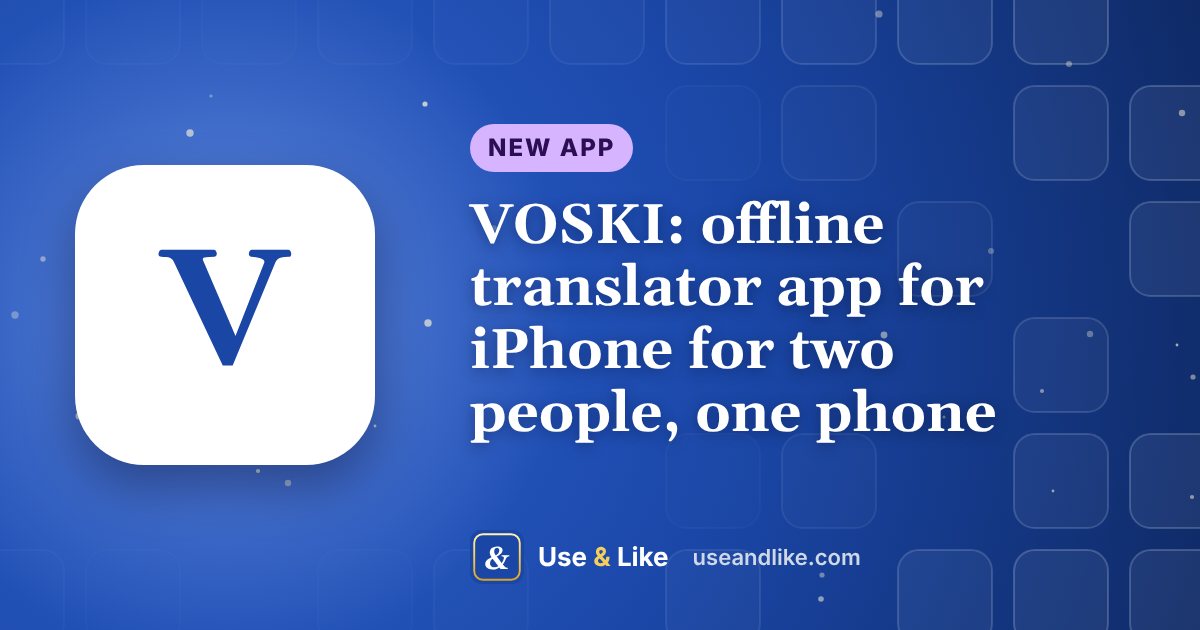 V
NEW APP
VOSKI: offline
translator app for
iPhone for two
people, one phone
& Use & Like useandlike.com